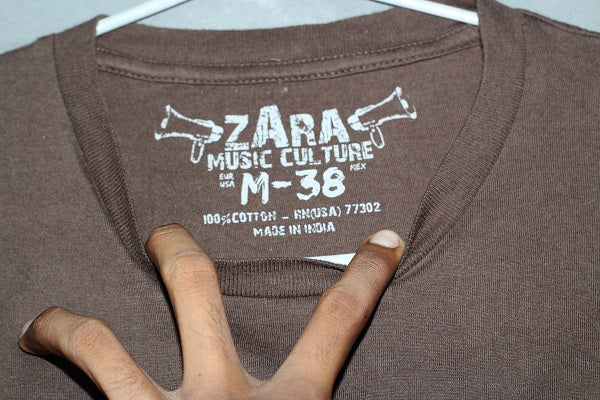 ZARA
MUSIC CULTURE
EUR
USA
MEX
M-38
100%COTTON - RN(USA) 77302
MADE IN INDIA